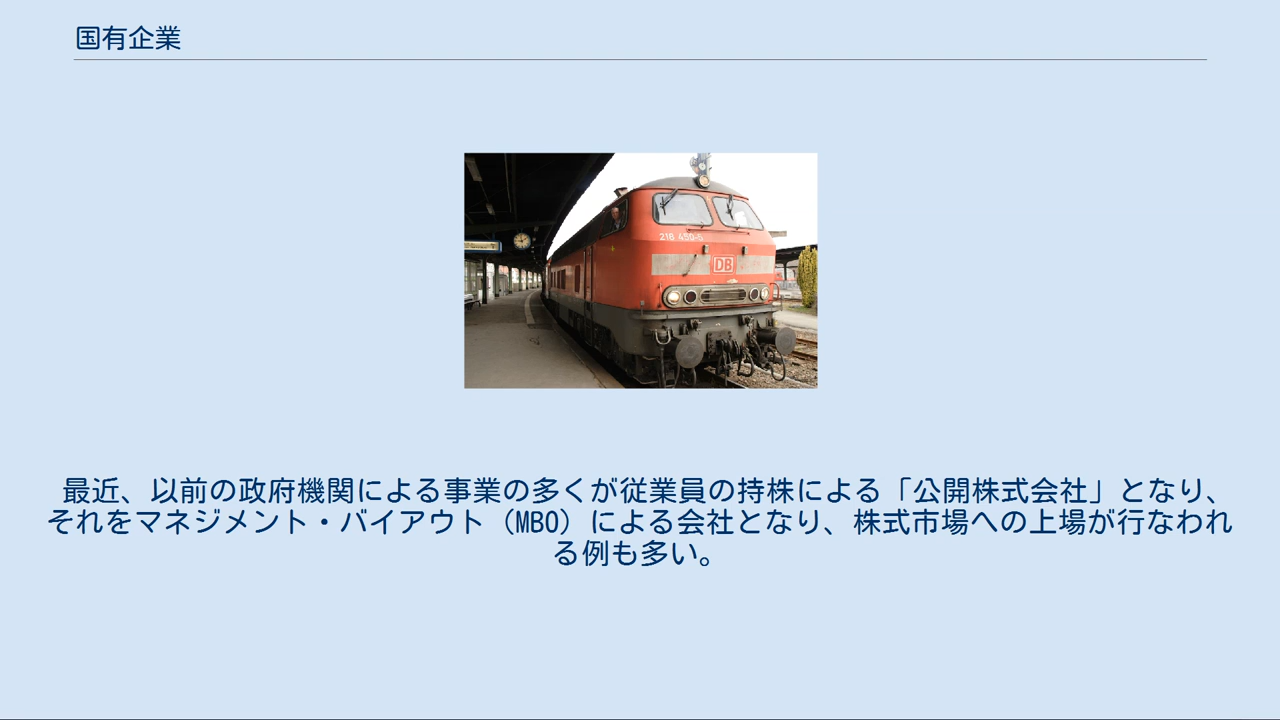 国有企業
218 450-5
DB
最近、以前の政府機関による事業の多くが従業員の持株による「公開株式会社」となり、
それをマネジメント・バイアウト（MBO）による会社となり、株式市場への上場が行なわれ
る例も多い。